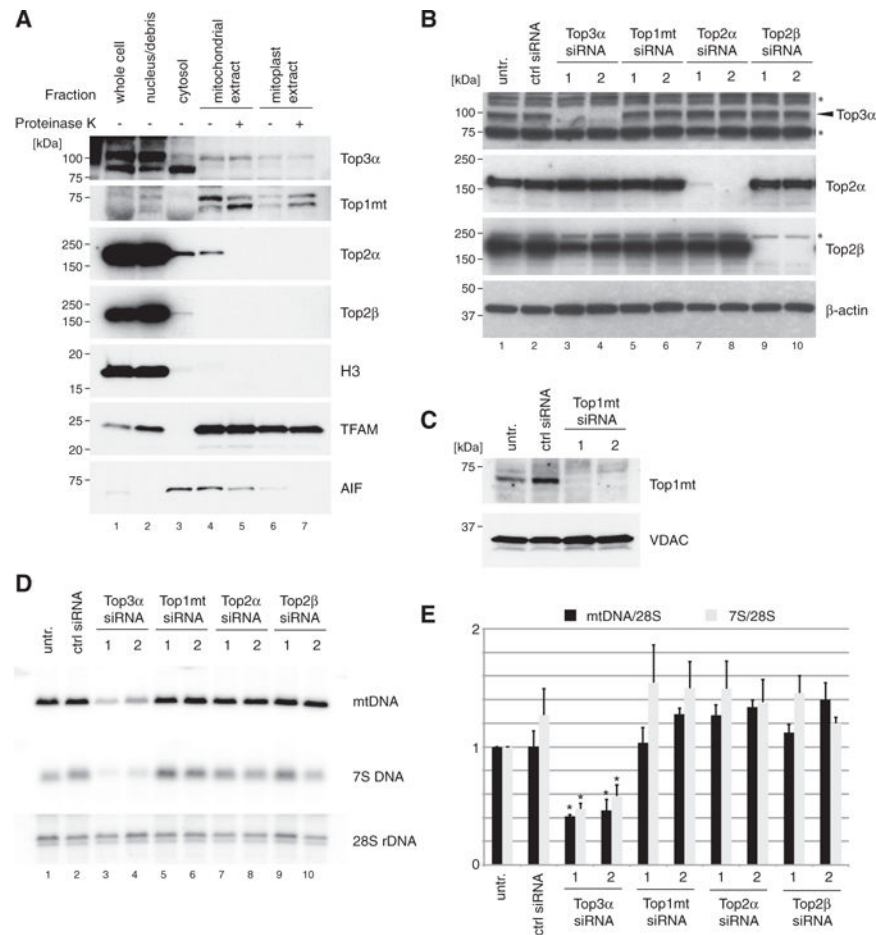 A
Fraction
whole cell
nucleus/debris
cytosol
mitochondrial extract
mitoplast extract
Proteinase K - - - - + - +
[kDa]
100
75
Top3α
75
Top1mt
250
150
Top2α
250
150
Top2β
20
15
H3
25
20
TFAM
75
AIF
1 2 3 4 5 6 7
B
untr.
ctrl siRNA
Top3α siRNA
Top1mt siRNA
Top2α siRNA
Top2β siRNA
1 2 1 2 1 2 1 2
[kDa]
*
100
Top3α
75
*
250
150
Top2α
250
*
150
Top2β
50
37
β-actin
1 2 3 4 5 6 7 8 9 10
C
untr.
ctrl siRNA
Top1mt siRNA
1 2
[kDa]
75
Top1mt
37
VDAC
D
untr.
ctrl siRNA
Top3α siRNA
Top1mt siRNA
Top2α siRNA
Top2β siRNA
1 2 1 2 1 2 1 2
mtDNA
7S DNA
28S rDNA
1 2 3 4 5 6 7 8 9 10
E
mtDNA/28S
7S/28S
2
1
0
* * * *
untr.
ctrl siRNA
1 2 1 2 1 2 1 2
Top3α siRNA
Top1mt siRNA
Top2α siRNA
Top2β siRNA